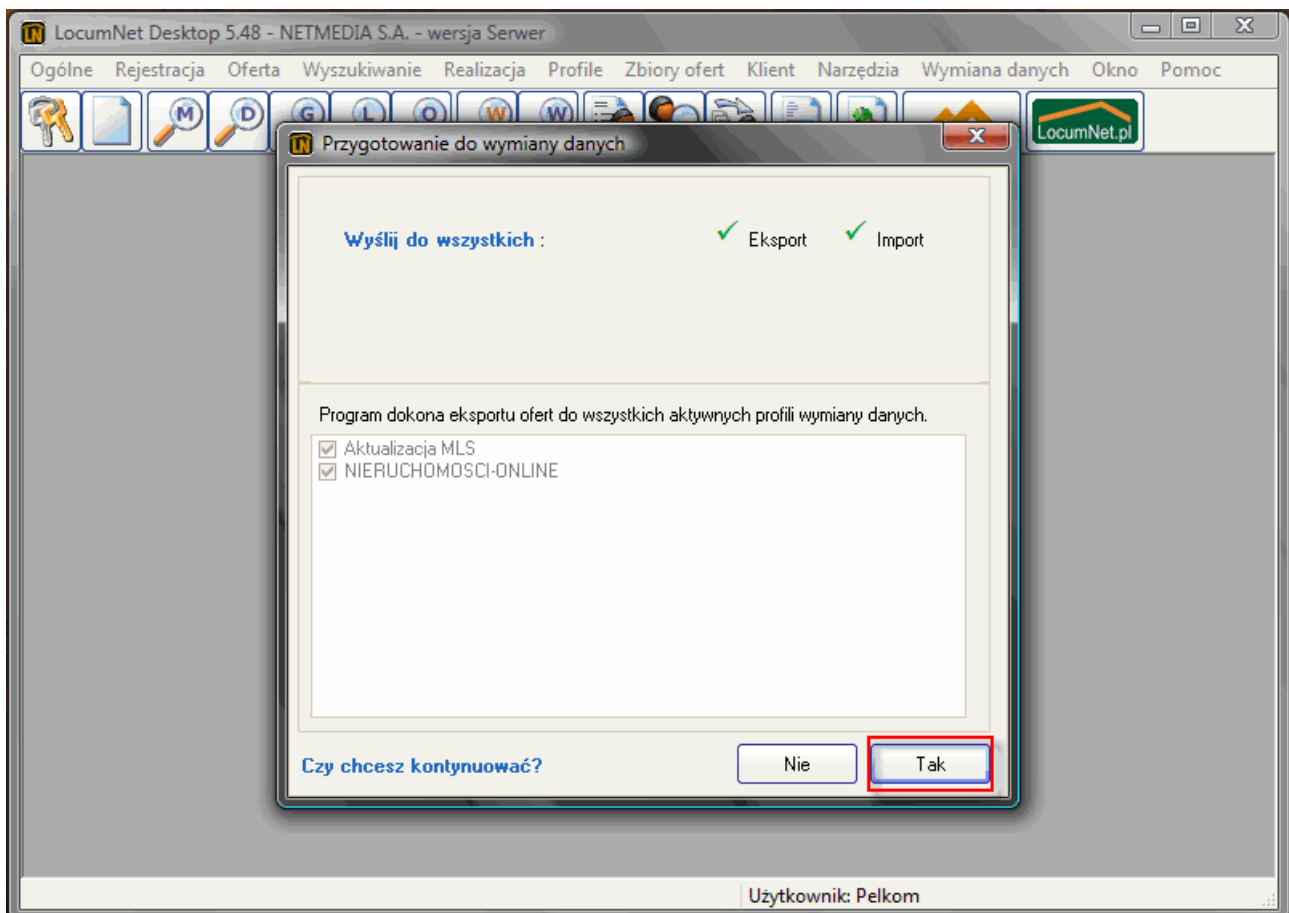 LN LocumNet Desktop 5.48 - NETMEDIA S.A. - wersja Serwer
Ogólne Rejestracja Oferta Wyszukiwanie Realizacja Profile Zbiory ofert Klient Narzędzia Wymiana danych Okno Pomoc
M D G L O W W LocumNet.pl
LN Przygotowanie do wymiany danych
Wyślij do wszystkich : Eksport Import
Program dokona eksportu ofert do wszystkich aktywnych profili wymiany danych.
Aktualizacja MLS
NIERUCHOMOSCI-ONLINE
Czy chcesz kontynuować? Nie Tak
Użytkownik: Pelkom